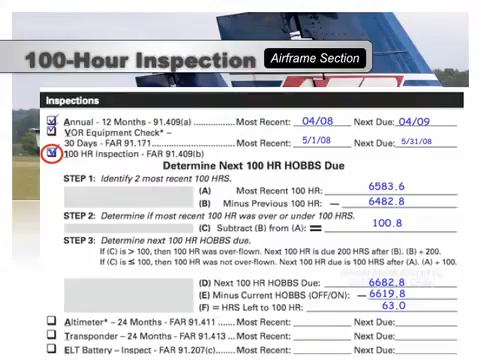 100-Hour Inspection
Airframe Section
Inspections
Annual - 12 Months - 91.409(a) Most Recent: 04/08 Next Due: 04/09
VOR Equipment Check* –
30 Days - FAR 91.171 Most Recent: 5/1/08 Next Due: 5/31/08
100 HR Inspection - FAR 91.409(b)
Determine Next 100 HR HOBBS Due
STEP 1: Identify 2 most recent 100 HRS.
(A) Most Recent 100 HR: 6583.6
(B) Minus Previous 100 HR: — 6482.8
STEP 2: Determine if most recent 100 HR was over or under 100 HRS.
(C) Subtract (B) from (A): = 100.8
STEP 3: Determine next 100 HR HOBBS due.
If (C) is > 100, then 100 HR was over-flown. Next 100 HR is due 200 HRS after (B). (B) + 200.
If (C) is ≤ 100, then 100 HR was not over-flown. Next 100 HR is due 100 HRS after (A). (A) + 100.
(D) Next 100 HR HOBBS Due: 6682.8
(E) Minus Current HOBBS (OFF/ON): — 6619.8
(F) = HRS Left to 100 HR: 63.0
Altimeter* – 24 Months - FAR 91.411 Most Recent: Next Due:
Transponder – 24 Months - FAR 91.413 Most Recent: Next Due:
ELT Battery – Inspect - FAR 91.207(c) Most Recent: Next Due: